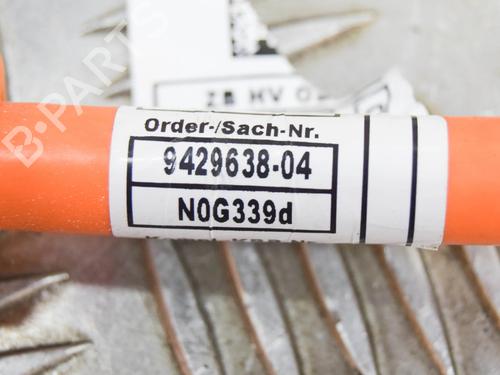 B-PARTS
ZB HV
Order-/Sach-Nr.
9429638-04
N0G339d